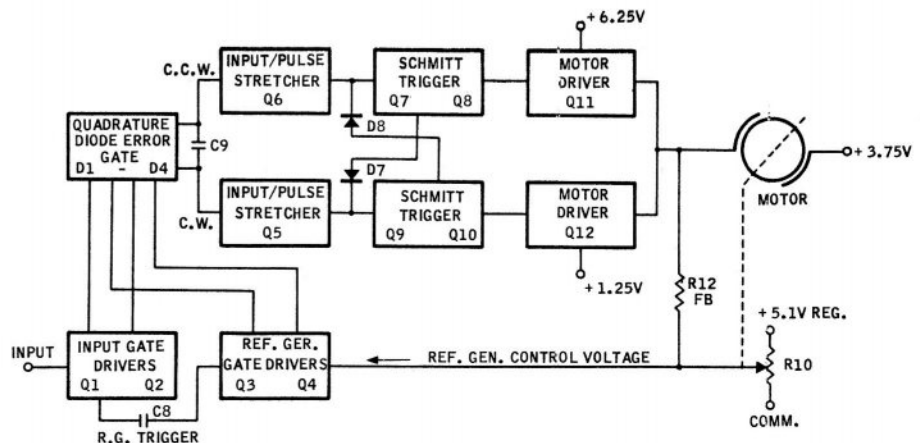 + 6.25V
C.C.W.
INPUT/PULSE
STRETCHER
Q6
SCHMITT
TRIGGER
Q7 Q8
MOTOR
DRIVER
Q11
QUADRATURE
DIODE ERROR
GATE
D1 - D4
C9
D8
D7
+ 3.75V
MOTOR
C.W.
INPUT/PULSE
STRETCHER
Q5
SCHMITT
TRIGGER
Q9 Q10
MOTOR
DRIVER
Q12
+ 1.25V
R12
FB
+ 5.1V REG.
INPUT
INPUT GATE
DRIVERS
Q1 Q2
REF. GEN.
GATE DRIVERS
Q3 Q4
REF. GEN. CONTROL VOLTAGE
R10
C8
R.G. TRIGGER
COMM.